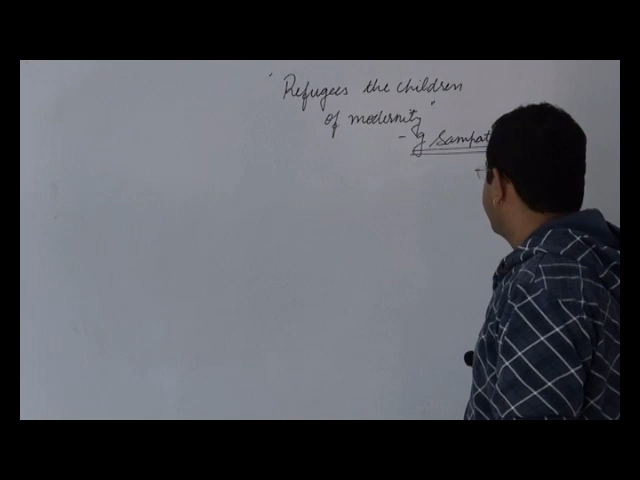 " Refugees the children
of modernity "
- g Sampat